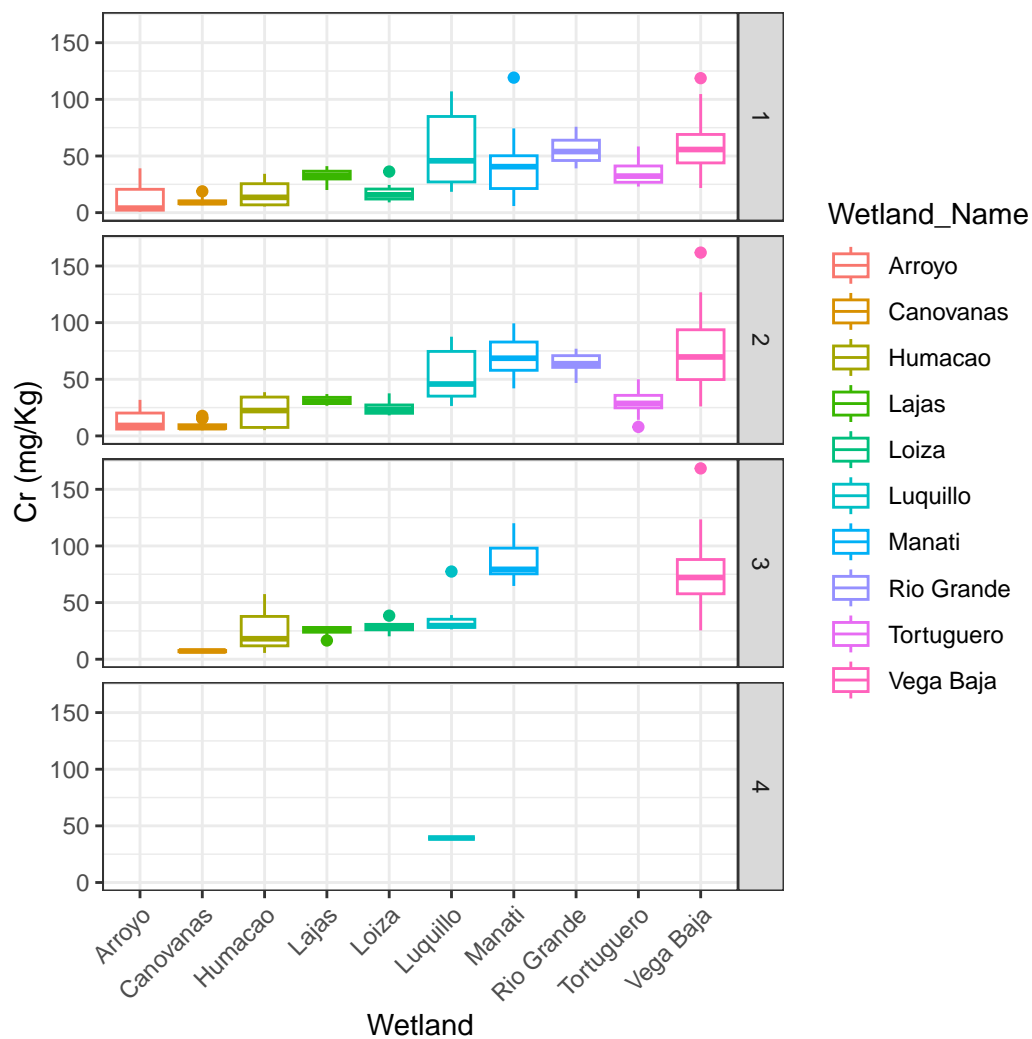 Cr (mg/Kg)
150
100
50
0
1
150
100
50
0
2
150
100
50
0
3
150
100
50
0
4
Arroyo
Canovanas
Humacao
Lajas
Loiza
Luquillo
Manati
Rio Grande
Tortuguero
Vega Baja
Wetland
Wetland_Name
Arroyo
Canovanas
Humacao
Lajas
Loiza
Luquillo
Manati
Rio Grande
Tortuguero
Vega Baja